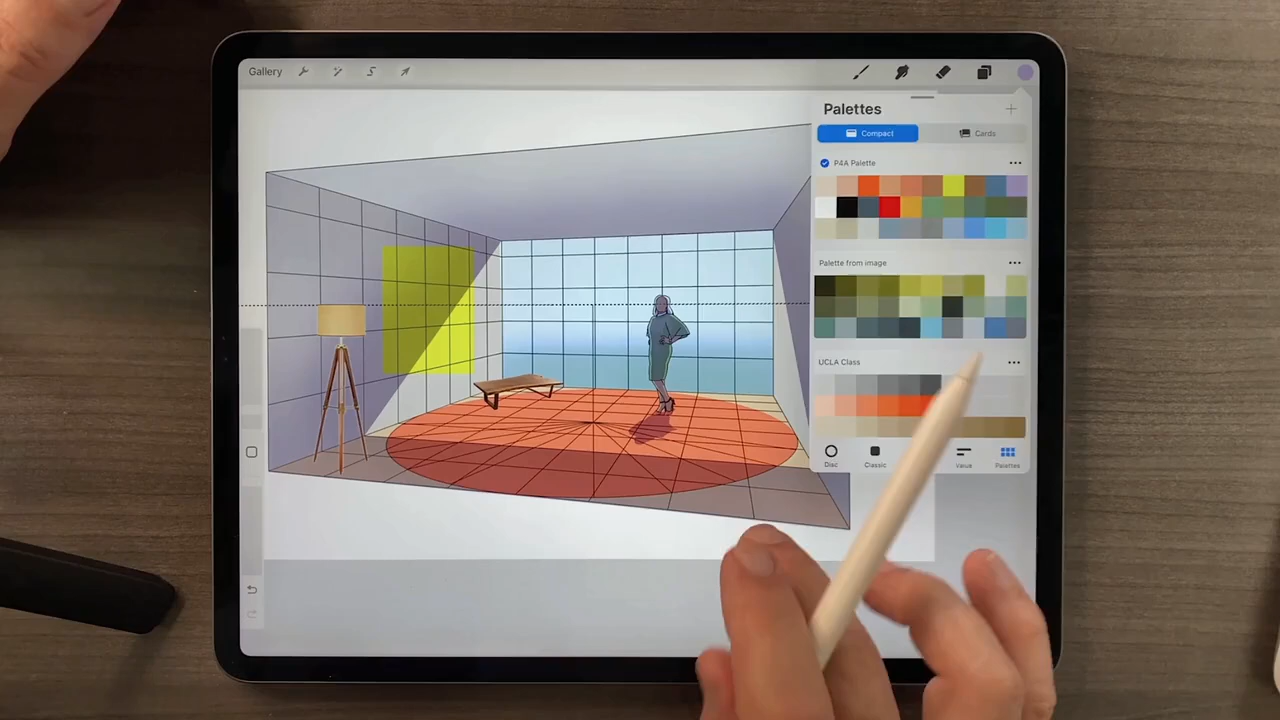 Gallery
Palettes
Compact
Cards
P4A Palette
Palette from image
UCLA Class
Disc
Classic
Value
Palettes